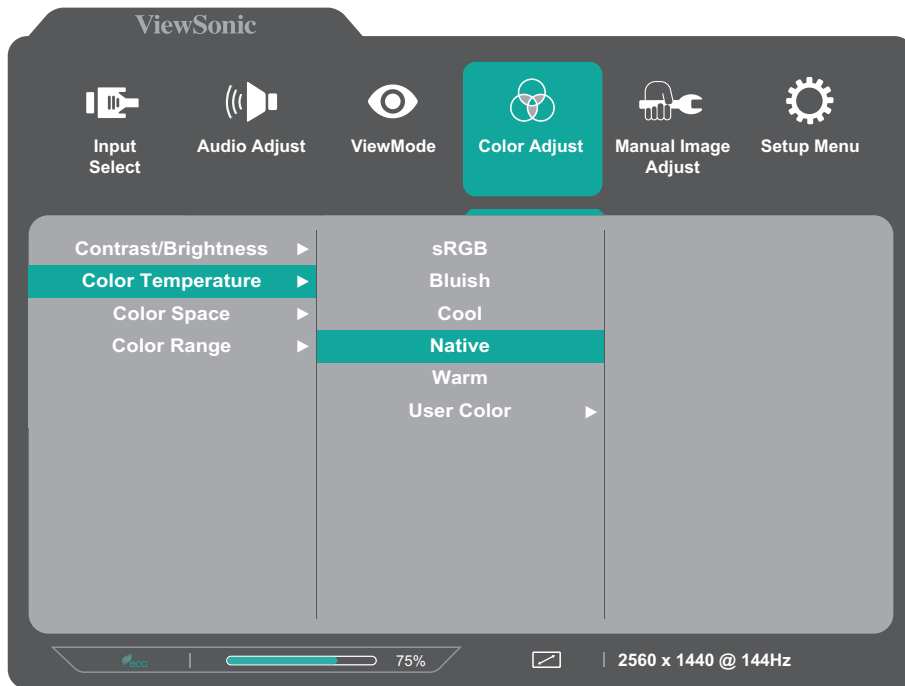 ViewSonic
Input
Select
Audio Adjust
ViewMode
Color Adjust
Manual Image
Adjust
Setup Menu
Contrast/Brightness
Color Temperature
Color Space
Color Range
sRGB
Bluish
Cool
Native
Warm
User Color
eco
75%
2560 x 1440 @ 144Hz